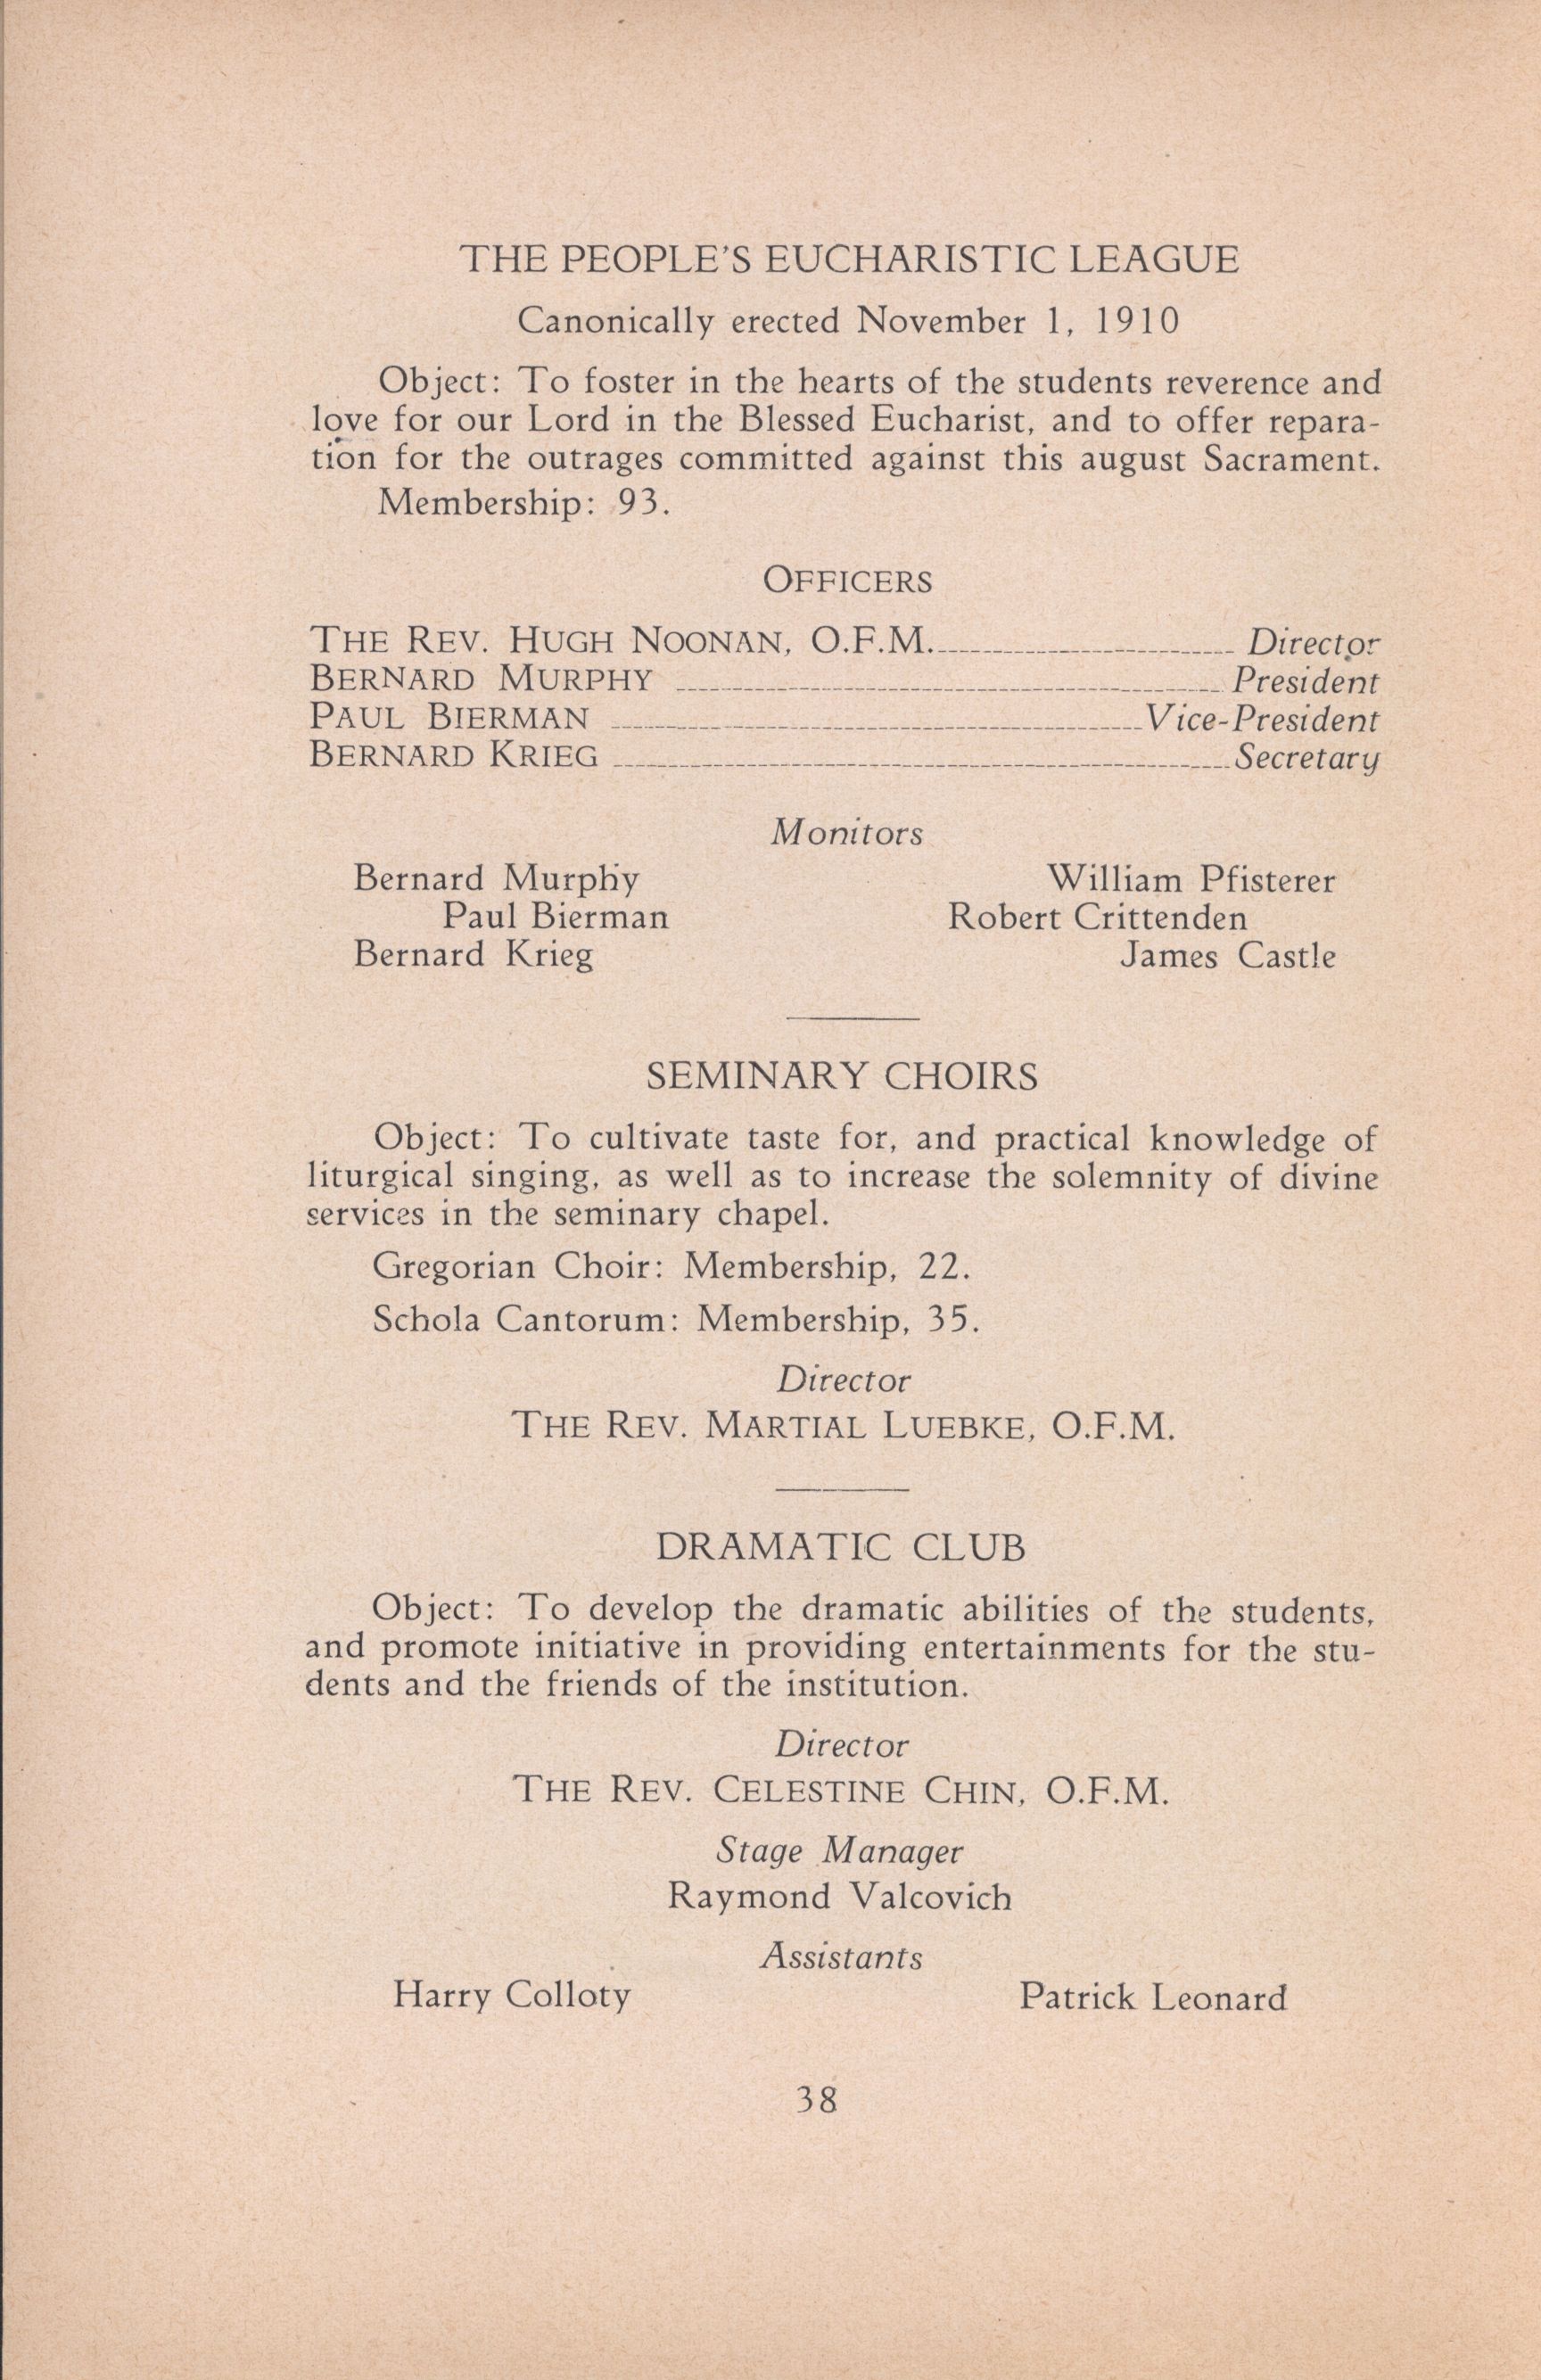 THE PEOPLE'S EUCHARISTIC LEAGUE
Canonically erected November 1, 1910
Object: To foster in the hearts of the students reverence and
love for our Lord in the Blessed Eucharist, and to offer repara-
tion for the outrages committed against this august Sacrament.
Membership: 93.
OFFICERS
THE REV. HUGH NOONAN, O.F.M. Director
BERNARD MURPHY President
PAUL BIERMAN Vice-President
BERNARD KRIEG Secretary
Monitors
Bernard Murphy William Pfisterer
Paul Bierman Robert Crittenden
Bernard Krieg James Castle
SEMINARY CHOIRS
Object: To cultivate taste for, and practical knowledge of
liturgical singing, as well as to increase the solemnity of divine
services in the seminary chapel.
Gregorian Choir: Membership, 22.
Schola Cantorum: Membership, 35.
Director
THE REV. MARTIAL LUEBKE, O.F.M.
DRAMATIC CLUB
Object: To develop the dramatic abilities of the students,
and promote initiative in providing entertainments for the stu-
dents and the friends of the institution.
Director
THE REV. CELESTINE CHIN, O.F.M.
Stage Manager
Raymond Valcovich
Assistants
Harry Colloty Patrick Leonard
38